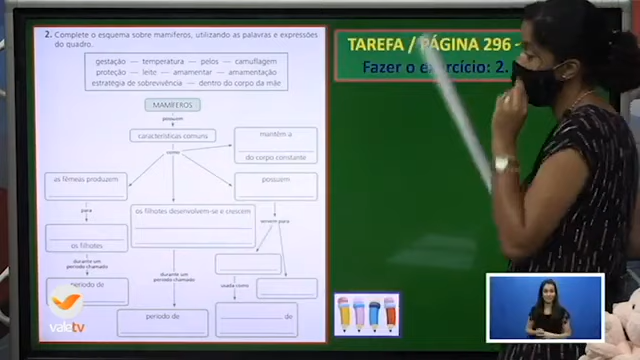 2. Complete o esquema sobre mamíferos, utilizando as palavras e expressões
do quadro.
gestação — temperatura — pelos — camuflagem
proteção — leite — amamentar — amamentação
estratégia de sobrevivência — dentro do corpo da mãe
MAMÍFEROS
possuem
características comuns
como
mantêm a
do corpo constante
as fêmeas produzem
possuem
para
os filhotes desenvolvem-se e crescem
servem para
os filhotes
durante um
período chamado
durante um
período chamado
usada como
período de
período de
de
valetv
TAREFA / PÁGINA 296 -
Fazer o exercício: 2.